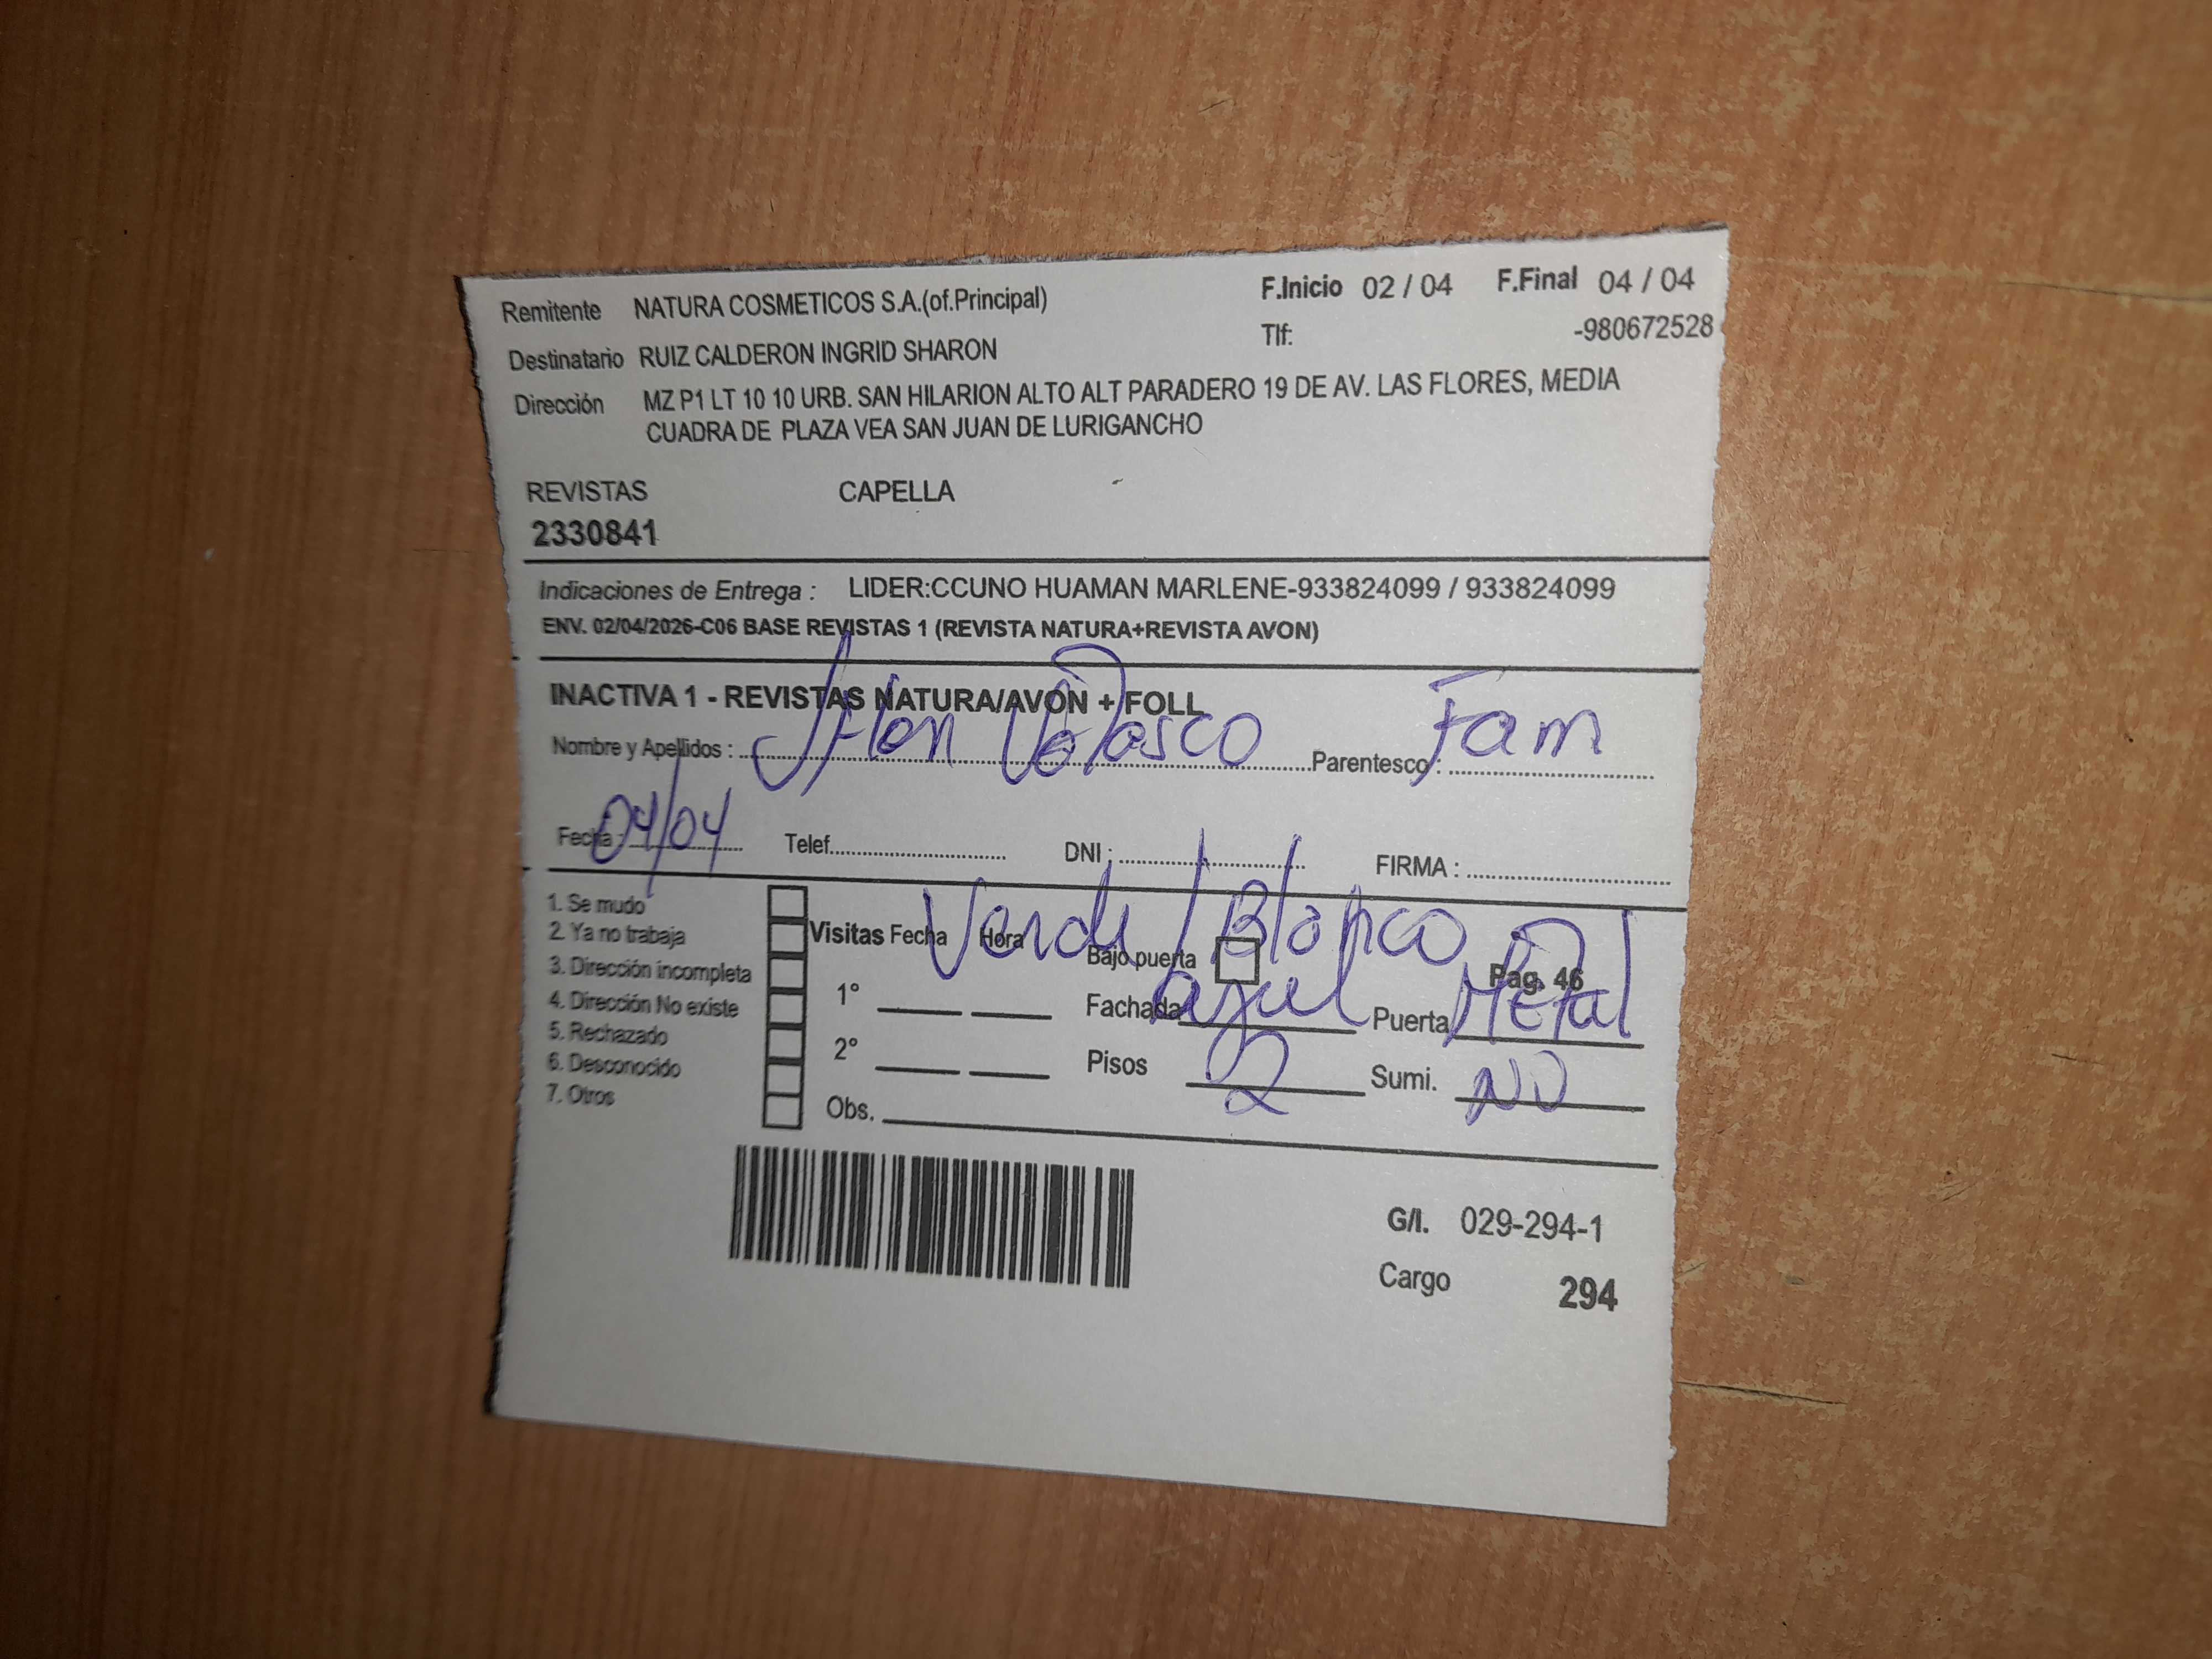 Remitente NATURA COSMETICOS S.A.(of.Principal) F.Inicio 02 / 04 F.Final 04 / 04
Tlf: -980672528
Destinatario RUIZ CALDERON INGRID SHARON
Dirección MZ P1 LT 10 10 URB. SAN HILARION ALTO ALT PARADERO 19 DE AV. LAS FLORES, MEDIA
CUADRA DE PLAZA VEA SAN JUAN DE LURIGANCHO
REVISTAS CAPELLA
2330841
Indicaciones de Entrega : LIDER:CCUNO HUAMAN MARLENE-933824099 / 933824099
ENV. 02/04/2026-C06 BASE REVISTAS 1 (REVISTA NATURA+REVISTA AVON)
INACTIVA 1 - REVISTAS NATURA/AVON + FOLL
Nombre y Apellidos : Velasco Parentesco : Fam
Fecha : 04/04 Telef. DNI : FIRMA :
1. Se mudo
2. Ya no trabaja
3. Dirección incompleta
4. Dirección No existe
5. Rechazado
6. Desconocido
7. Otros
Visitas Fecha Hora
1°
2°
Obs.
Verde/Blanco
Bajo puerta Pag. 46
Fachada azul Puerta Metal
Pisos 2 Sumi. NO
G/I. 029-294-1
Cargo 294